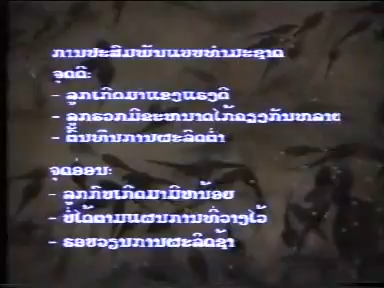 ການປະສົມພັນແບບທຳມະຊາດ
ຈຸດດີ:
- ລູກເກີດມາແຂງແຮງດີ
- ລູກຮວກມີຂະໜາດໃກ້ຄຽງກັນຫລາຍ
- ຕົ້ນທຶນການຜະລິດຕ່ຳ
ຈຸດອ່ອນ:
- ລູກກົບເກີດມາມີໜ້ອຍ
- ບໍ່ໄດ້ຕາມແຜນການທີ່ວາງໄວ້
- ຮອບວຽນການຜະລິດຊ້າ